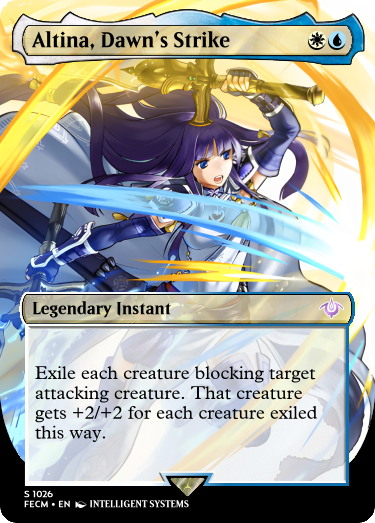 Altina, Dawn's Strike
Legendary Instant
Exile each creature blocking target
attacking creature. That creature
gets +2/+2 for each creature exiled
this way.
S 1026
FECM • EN INTELLIGENT SYSTEMS